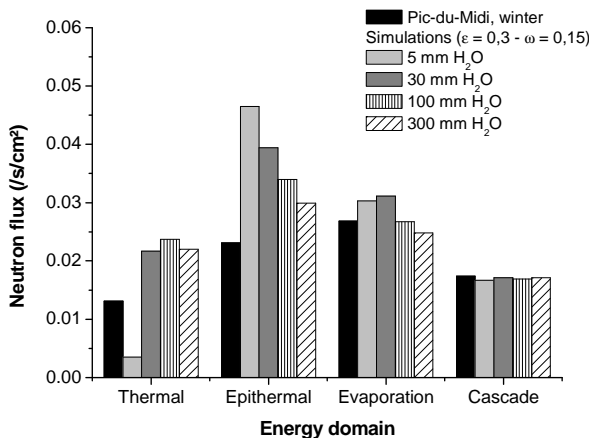 Pic-du-Midi, winter
Simulations (ε = 0,3 - ω = 0,15)
5 mm H₂O
30 mm H₂O
100 mm H₂O
300 mm H₂O
Neutron flux (/s/cm²)
0.06
0.05
0.04
0.03
0.02
0.01
0.00
Thermal Epithermal Evaporation Cascade
Energy domain